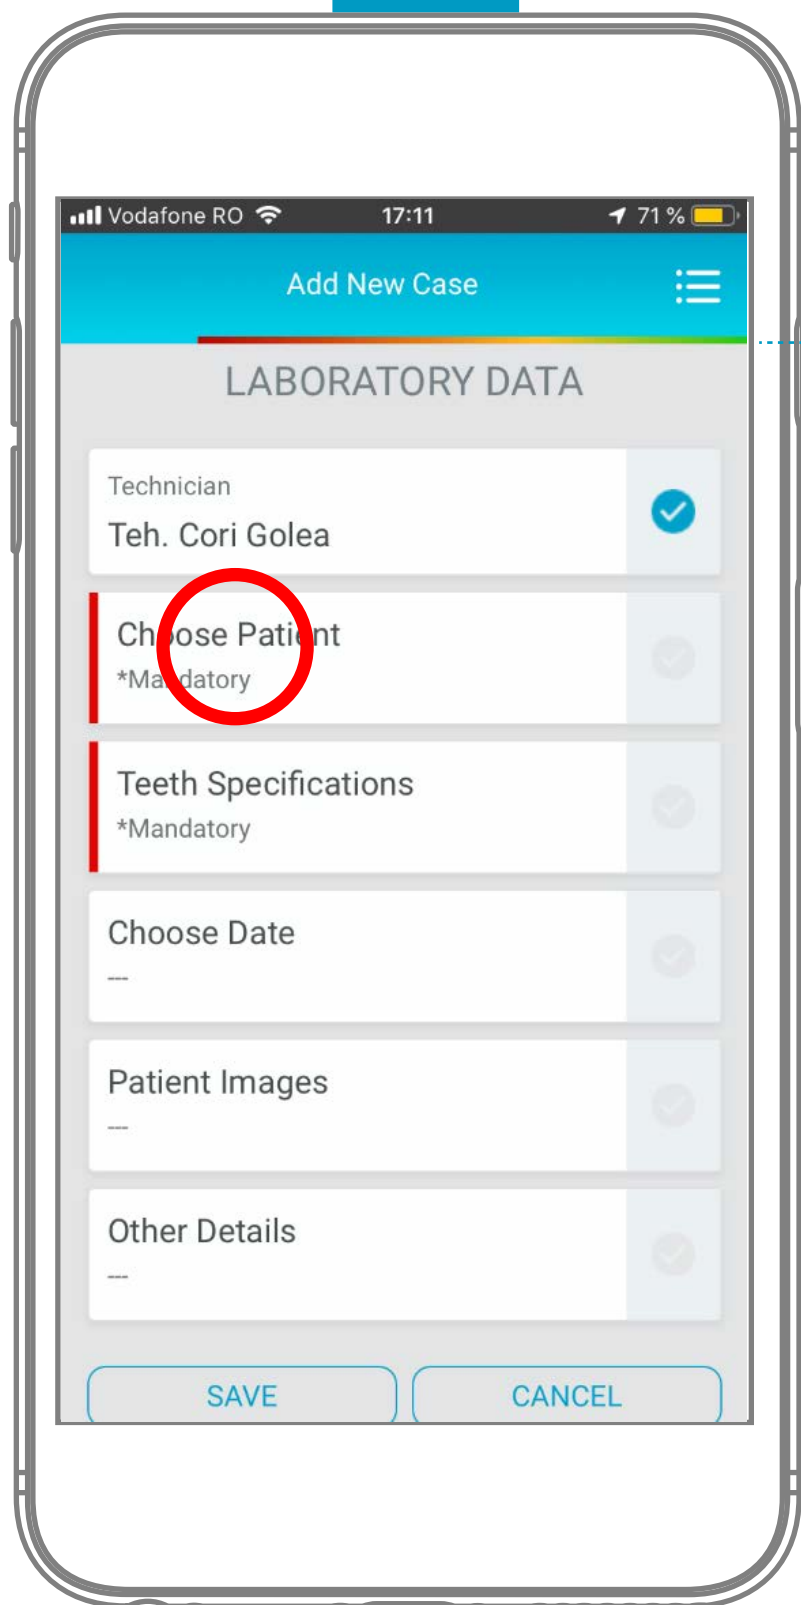 Vodafone RO 17:11 71 %
Add New Case
LABORATORY DATA
Technician
Teh. Cori Golea
Choose Patient
*Mandatory
Teeth Specifications
*Mandatory
Choose Date
---
Patient Images
---
Other Details
---
SAVE CANCEL